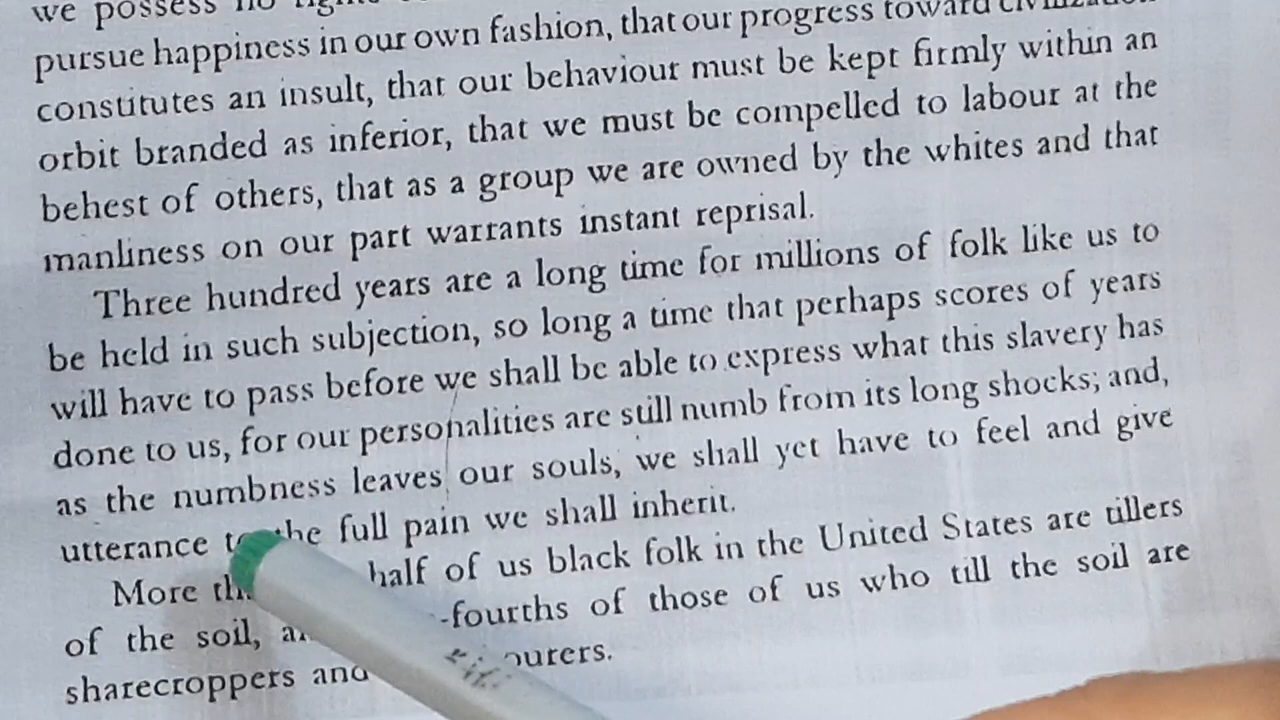 we possess no
pursue happiness in our own fashion, that our progress toward
constitutes an insult, that our behaviour must be kept firmly within an
orbit branded as inferior, that we must be compelled to labour at the
behest of others, that as a group we are owned by the whites and that
manliness on our part warrants instant reprisal.
Three hundred years are a long time for millions of folk like us to
be held in such subjection, so long a time that perhaps scores of years
will have to pass before we shall be able to express what this slavery has
done to us, for our personalities are still numb from its long shocks; and,
as the numbness leaves our souls, we shall yet have to feel and give
utterance to the full pain we shall inherit.
More half of us black folk in the United States are tillers
of the soil, -fourths of those of us who till the soil are
sharecroppers and